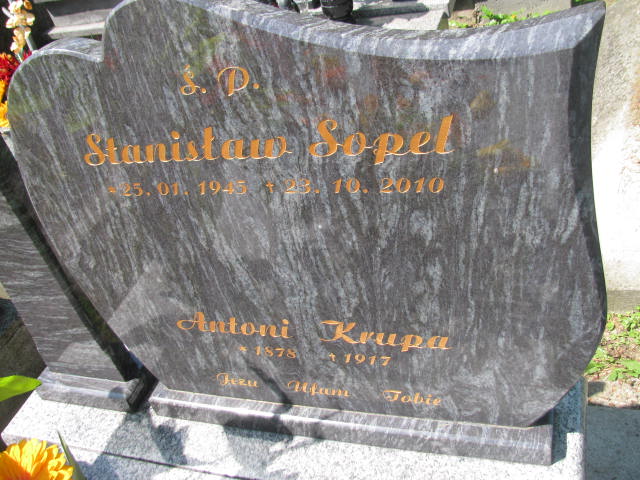 Ś. P.
Stanisław Sopel
* 25. 01. 1945 † 23. 10. 2010
Antoni Krupa
* 1878 † 1917
Jezu Ufam Tobie